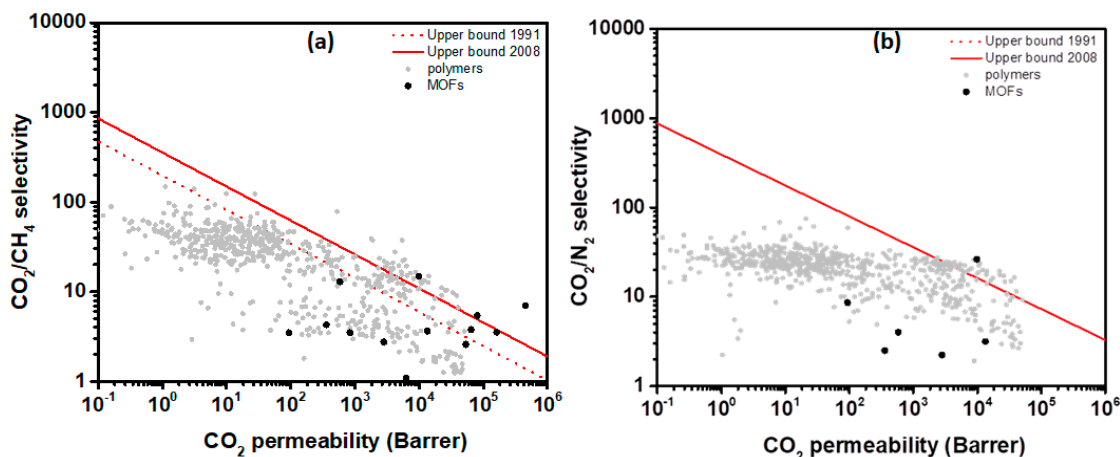 (a)
Upper bound 1991
Upper bound 2008
polymers
MOFs
10000
1000
100
10
1
CO₂/CH₄ selectivity
10⁻¹ 10⁰ 10¹ 10² 10³ 10⁴ 10⁵ 10⁶
CO₂ permeability (Barrer)
(b)
Upper bound 1991
Upper bound 2008
polymers
MOFs
10000
1000
100
10
1
CO₂/N₂ selectivity
10⁻¹ 10⁰ 10¹ 10² 10³ 10⁴ 10⁵ 10⁶
CO₂ permeability (Barrer)